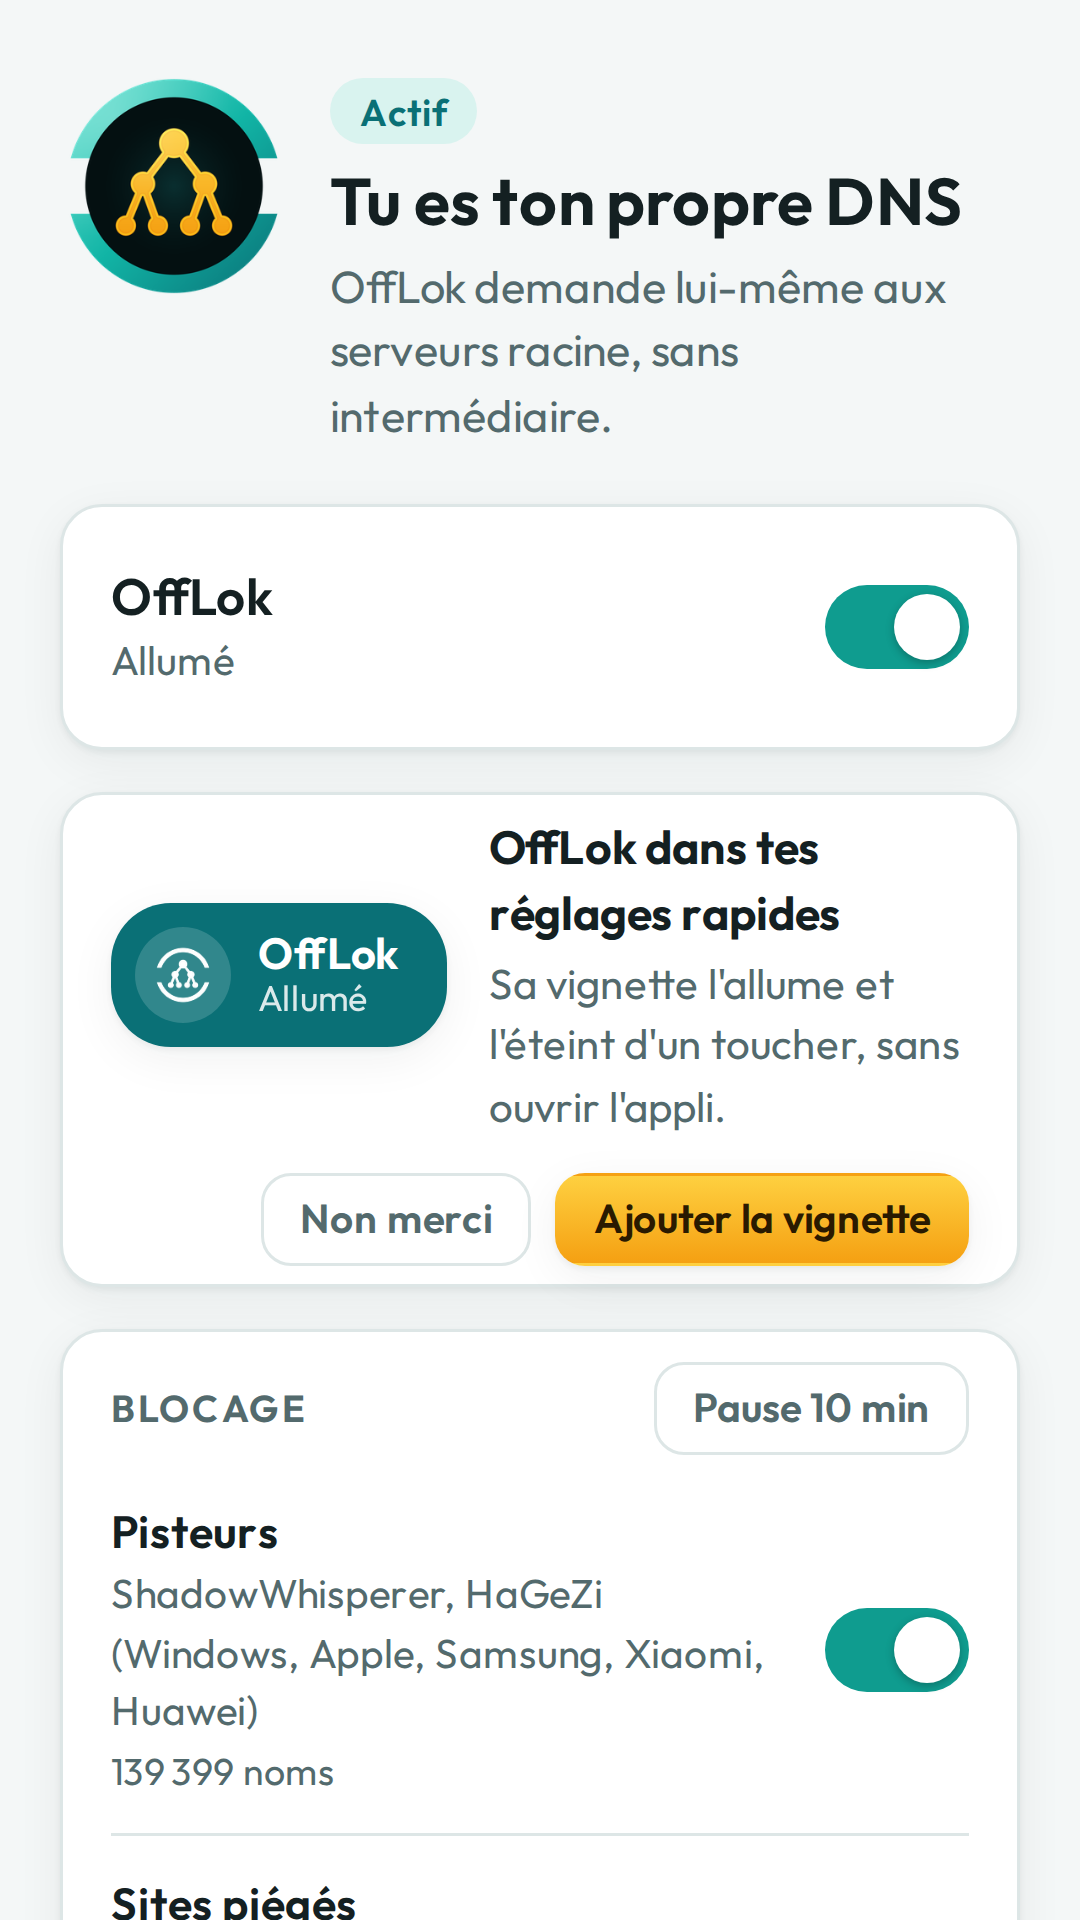 Actif
Tu es ton propre DNS
OffLok demande lui-même aux
serveurs racine, sans
intermédiaire.
OffLok
Allumé
OffLok
Allumé
OffLok dans tes
réglages rapides
Sa vignette l'allume et
l'éteint d'un toucher, sans
ouvrir l'appli.
Non merci
Ajouter la vignette
BLOCAGE
Pause 10 min
Pisteurs
ShadowWhisperer, HaGeZi
(Windows, Apple, Samsung, Xiaomi,
Huawei)
139 399 noms
Sites piégés